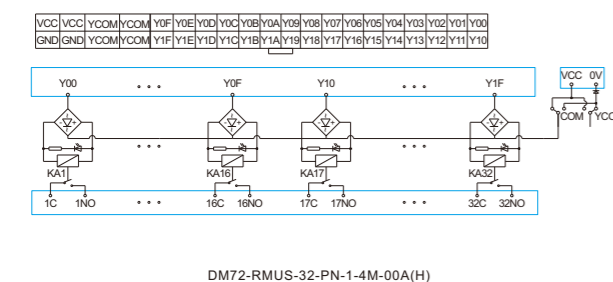 VCC VCC YCOM YCOM Y0F Y0E Y0D Y0C Y0B Y0A Y09 Y08 Y07 Y06 Y05 Y04 Y03 Y02 Y01 Y00
GND GND YCOM YCOM Y1F Y1E Y1D Y1C Y1B Y1A Y19 Y18 Y17 Y16 Y15 Y14 Y13 Y12 Y11 Y10
Y00 ... Y0F Y10 ... Y1F VCC 0V
COM YCO
... ...
KA1 KA16 KA17 KA32
1C 1NO ... 16C 16NO 17C 17NO ... 32C 32NO
DM72-RMUS-32-PN-1-4M-00A(H)